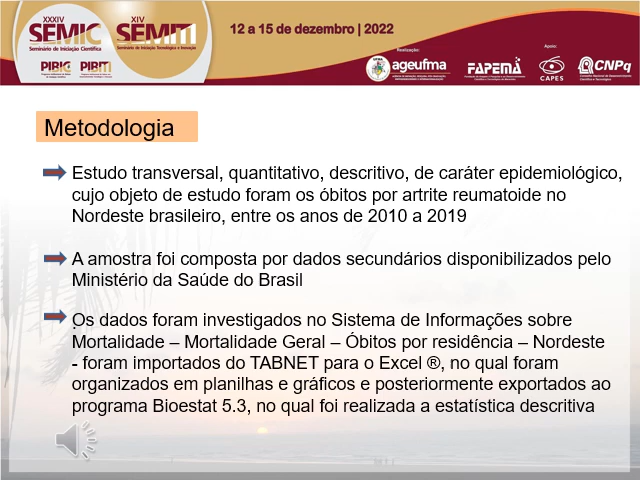 XXXIV
SEMIC
Seminário de Iniciação Científica
XIV
SEMITI
Seminário de Iniciação Tecnológica e Inovação
PIBIC
PIBITI
12 a 15 de dezembro | 2022
Realização:
ageufma
Apoio:
FAPEMA
CAPES
CNPq
Metodologia
Estudo transversal, quantitativo, descritivo, de caráter epidemiológico,
cujo objeto de estudo foram os óbitos por artrite reumatoide no
Nordeste brasileiro, entre os anos de 2010 a 2019
A amostra foi composta por dados secundários disponibilizados pelo
Ministério da Saúde do Brasil
Os dados foram investigados no Sistema de Informações sobre
Mortalidade – Mortalidade Geral – Óbitos por residência – Nordeste
- foram importados do TABNET para o Excel ®, no qual foram
organizados em planilhas e gráficos e posteriormente exportados ao
programa Bioestat 5.3, no qual foi realizada a estatística descritiva